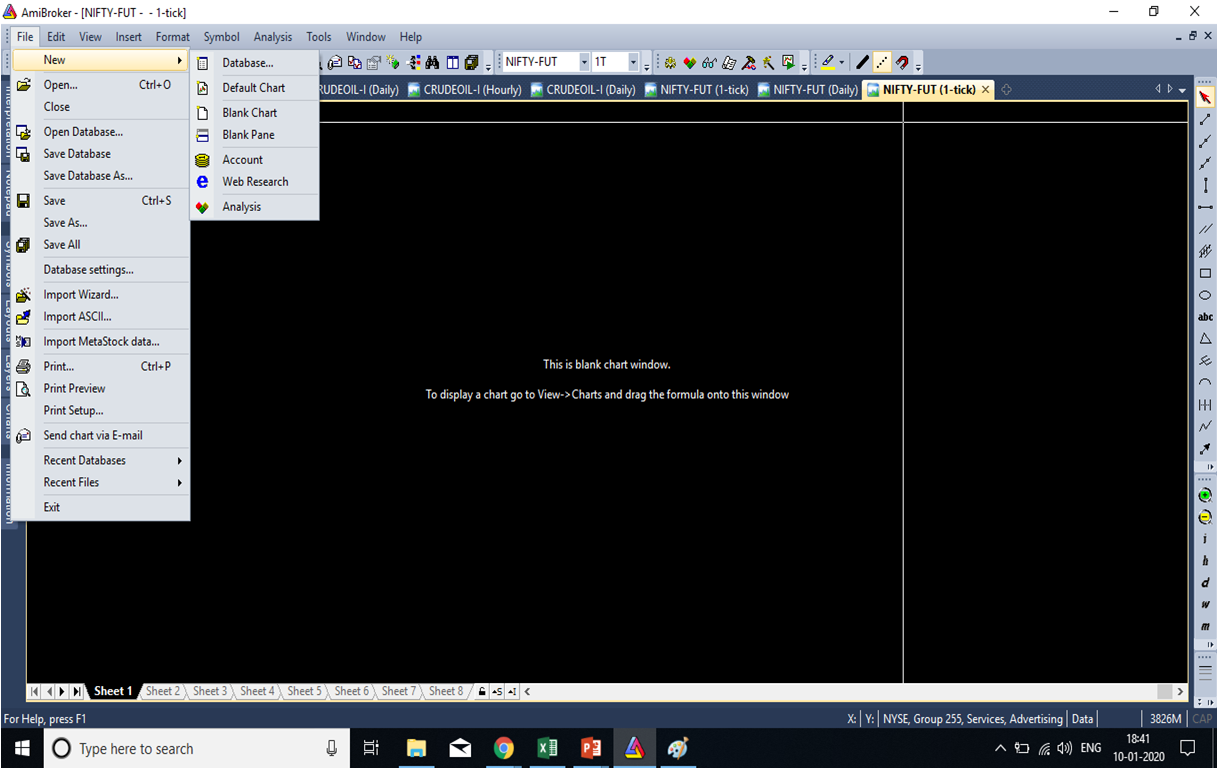 AmiBroker - [NIFTY-FUT - - 1-tick]
File Edit View Insert Format Symbol Analysis Tools Window Help
NIFTY-FUT 1T
RUDEOIL-I (Daily) CRUDEOIL-I (Hourly) CRUDEOIL-I (Daily) NIFTY-FUT (1-tick) NIFTY-FUT (Daily) NIFTY-FUT (1-tick)
New
Open... Ctrl+O
Close
Open Database...
Save Database
Save Database As...
Save Ctrl+S
Save As...
Save All
Database settings...
Import Wizard...
Import ASCII...
Import MetaStock data...
Print... Ctrl+P
Print Preview
Print Setup...
Send chart via E-mail
Recent Databases
Recent Files
Exit
Database...
Default Chart
Blank Chart
Blank Pane
Account
Web Research
Analysis
This is blank chart window.
To display a chart go to View->Charts and drag the formula onto this window
abc
i
h
d
w
m
Sheet 1 Sheet 2 Sheet 3 Sheet 4 Sheet 5 Sheet 6 Sheet 7 Sheet 8
For Help, press F1 X: Y: NYSE, Group 255, Services, Advertising Data 3826M CAP
Type here to search
ENG
18:41
10-01-2020